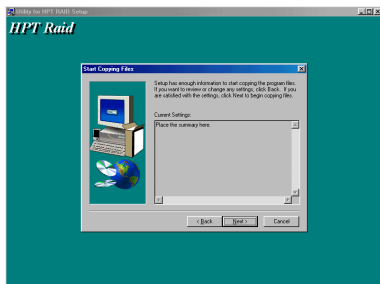 Utility for HPT RAID Setup
HPT Raid
Start Copying Files
Setup has enough information to start copying the program files.
If you want to review or change any settings, click Back. If you
are satisfied with the settings, click Next to begin copying files.
Current Settings:
Place the summary here.
< Back
Next >
Cancel